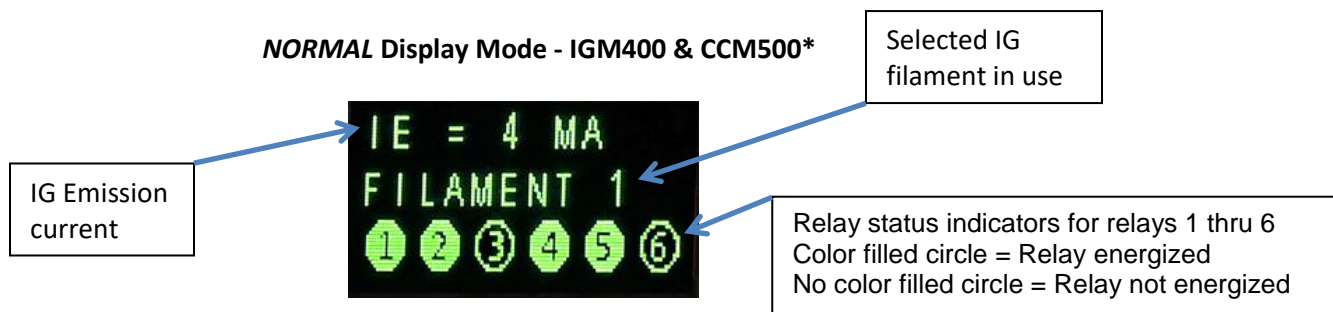 NORMAL Display Mode - IGM400 & CCM500*
Selected IG
filament in use
IG Emission
current
IE = 4 MA
FILAMENT 1
1 2 3 4 5 6
Relay status indicators for relays 1 thru 6
Color filled circle = Relay energized
No color filled circle = Relay not energized